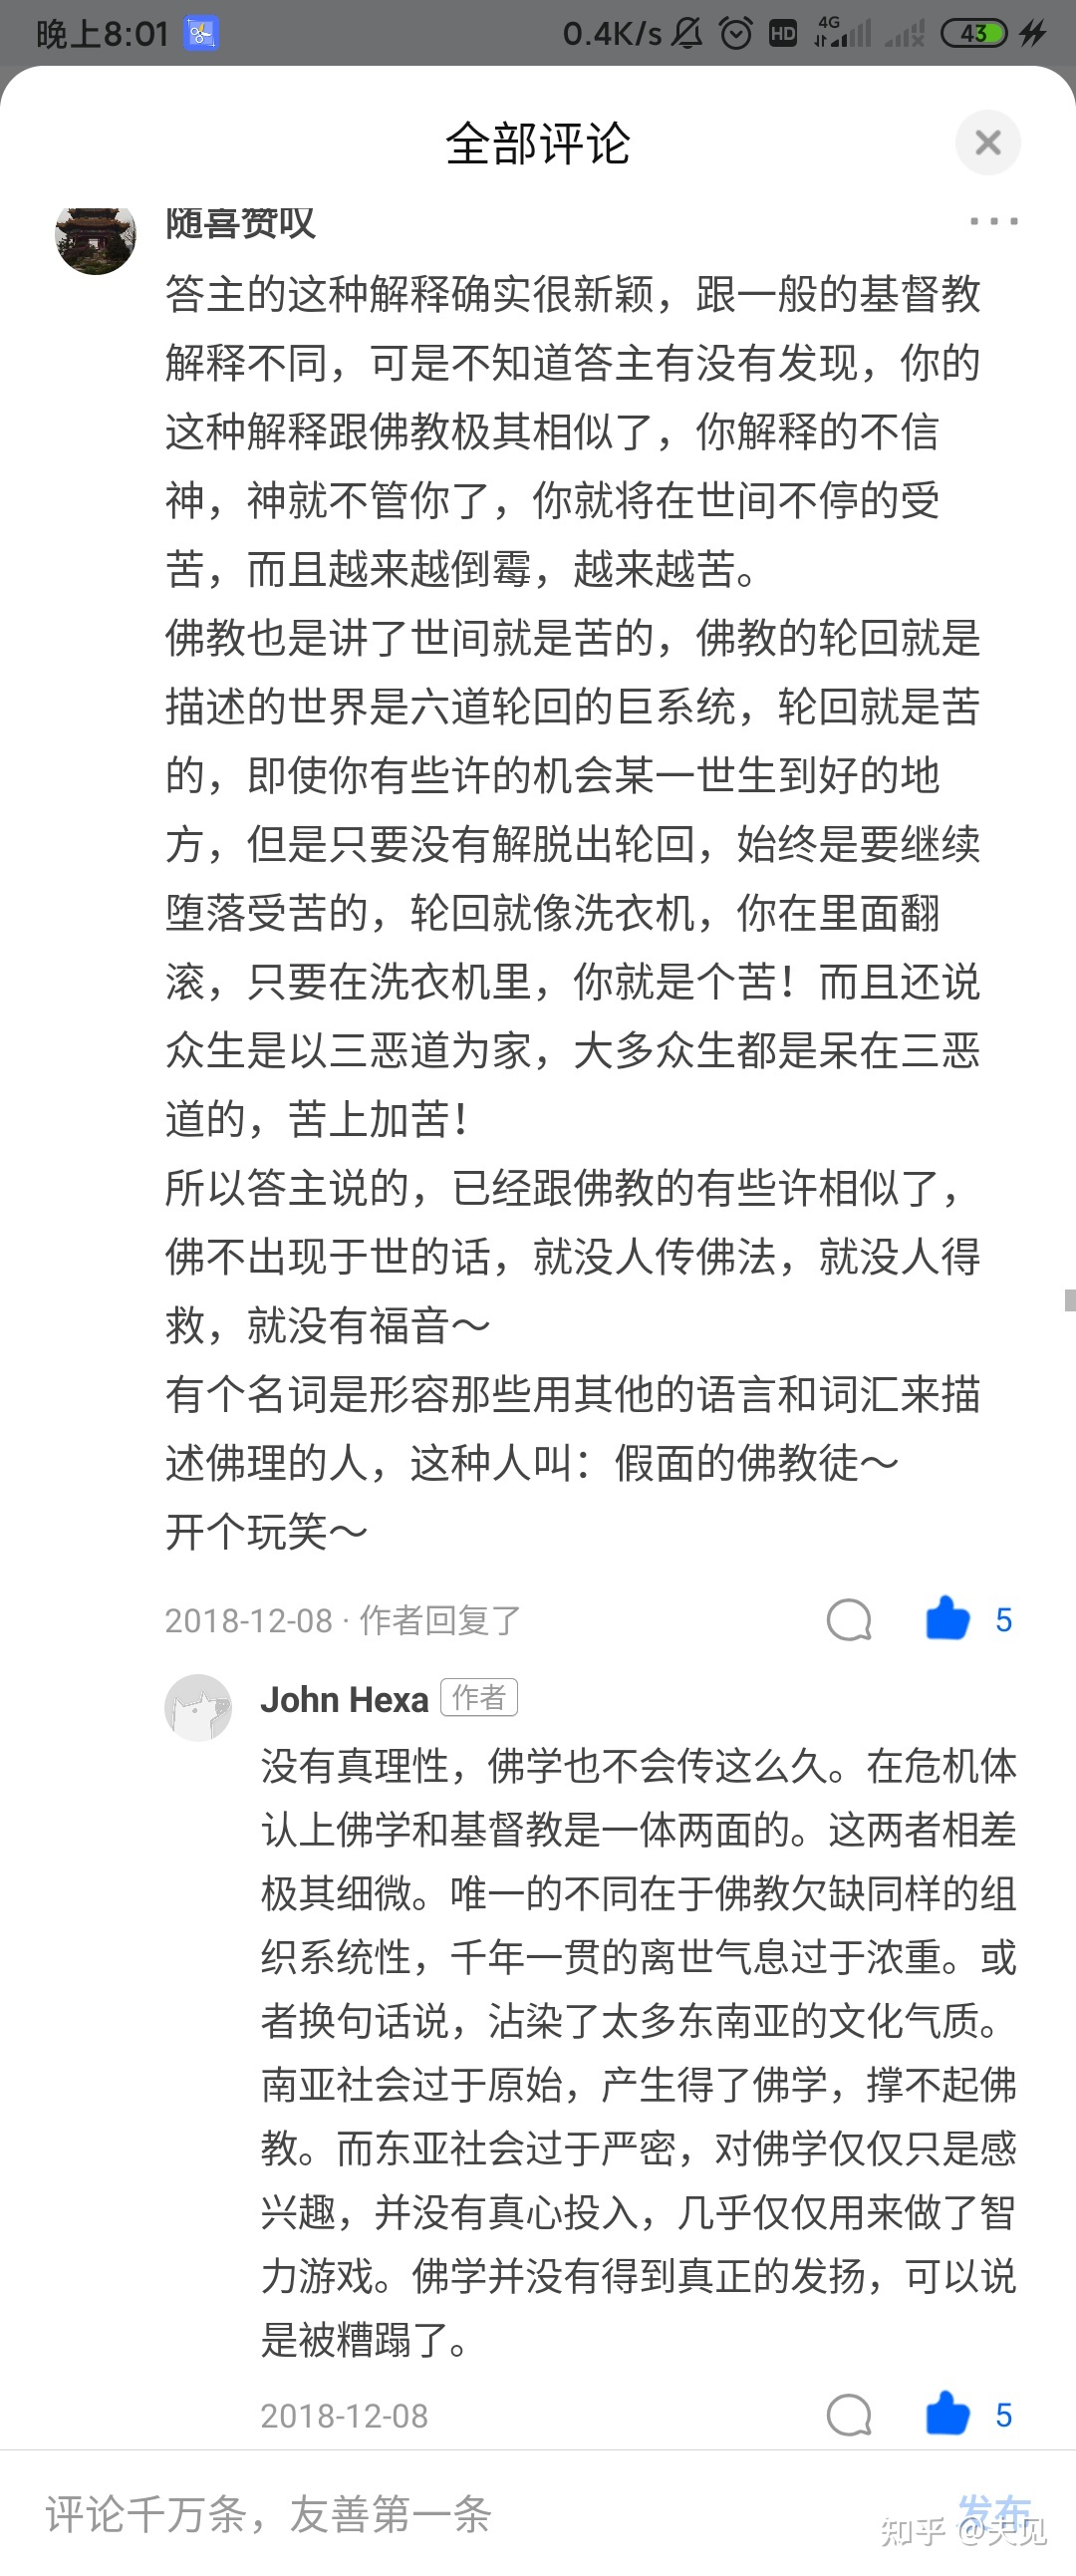 晚上8:01
0.4K/s
HD
4G
43
全部评论
随喜赞叹
答主的这种解释确实很新颖，跟一般的基督教
解释不同，可是不知道答主有没有发现，你的
这种解释跟佛教极其相似了，你解释的不信
神，神就不管你了，你就将在世间不停的受
苦，而且越来越倒霉，越来越苦。
佛教也是讲了世间就是苦的，佛教的轮回就是
描述的世界是六道轮回的巨系统，轮回就是苦
的，即使你有些许的机会某一世生到好的地
方，但是只要没有解脱出轮回，始终是要继续
堕落受苦的，轮回就像洗衣机，你在里面翻
滚，只要在洗衣机里，你就是个苦！而且还说
众生是以三恶道为家，大多众生都是呆在三恶
道的，苦上加苦！
所以答主说的，已经跟佛教的有些许相似了，
佛不出现于世的话，就没人传佛法，就没人得
救，就没有福音～
有个名词是形容那些用其他的语言和词汇来描
述佛理的人，这种人叫：假面的佛教徒～
开个玩笑～
2018-12-08 · 作者回复了
5
John Hexa 作者
没有真理性，佛学也不会传这么久。在危机体
认上佛学和基督教是一体两面的。这两者相差
极其细微。唯一的不同在于佛教欠缺同样的组
织系统性，千年一贯的离世气息过于浓重。或
者换句话说，沾染了太多东南亚的文化气质。
南亚社会过于原始，产生得了佛学，撑不起佛
教。而东亚社会过于严密，对佛学仅仅只是感
兴趣，并没有真心投入，几乎仅仅用来做了智
力游戏。佛学并没有得到真正的发扬，可以说
是被糟蹋了。
2018-12-08
5
评论千万条，友善第一条
发布
知乎 @天见